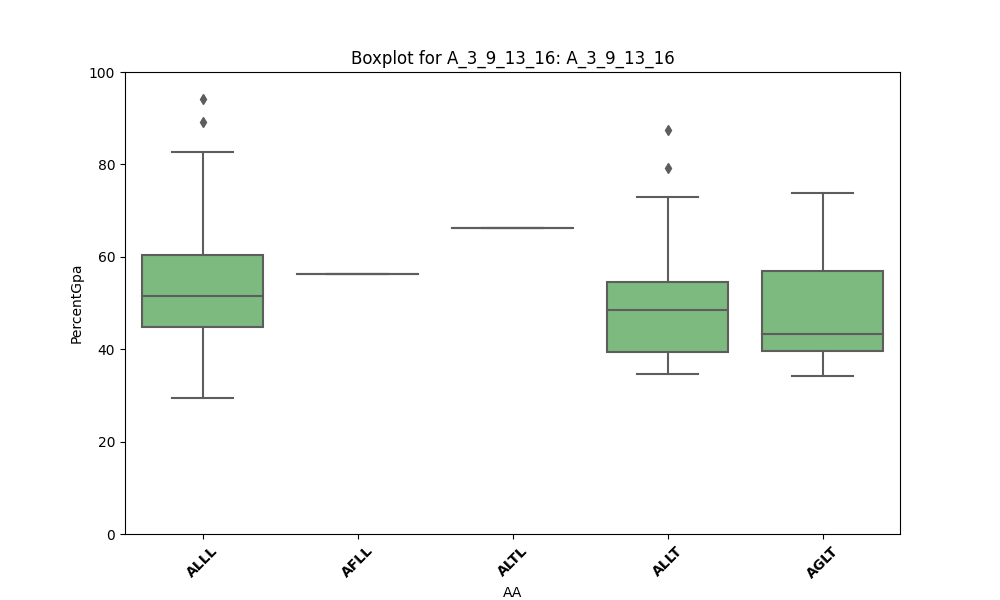 Boxplot for A_3_9_13_16: A_3_9_13_16
100
80
60
40
20
0
PercentGpa
ALLL
AFLL
ALTL
ALLT
AGLT
AA